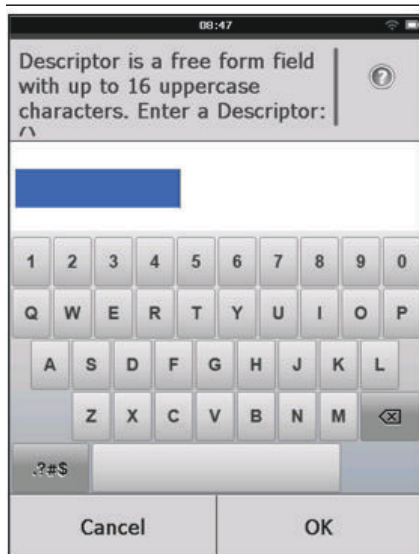 08:47
Descriptor is a free form field
with up to 16 uppercase
characters. Enter a Descriptor:
()
?
1 2 3 4 5 6 7 8 9 0
Q W E R T Y U I O P
A S D F G H J K L
Z X C V B N M
.?#$
Cancel OK